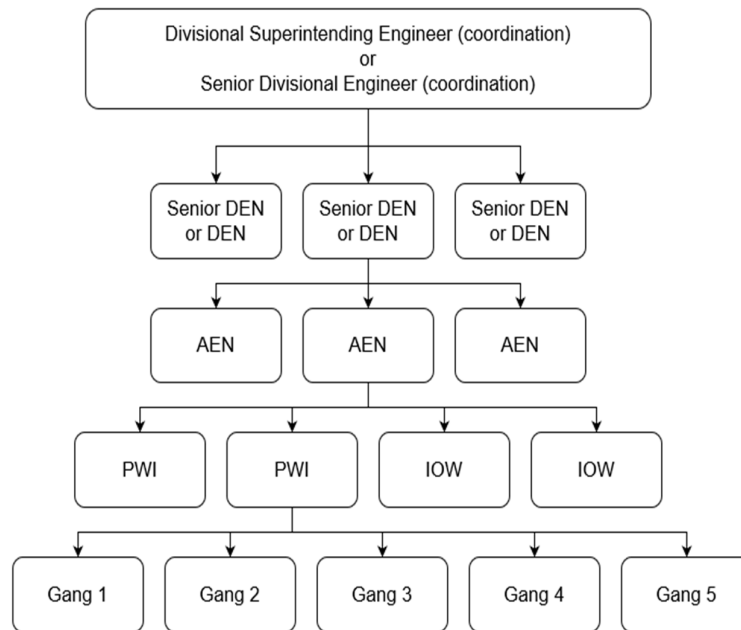 Divisional Superintending Engineer (coordination)
or
Senior Divisional Engineer (coordination)
Senior DEN
or DEN
Senior DEN
or DEN
Senior DEN
or DEN
AEN
AEN
AEN
PWI
PWI
IOW
IOW
Gang 1
Gang 2
Gang 3
Gang 4
Gang 5